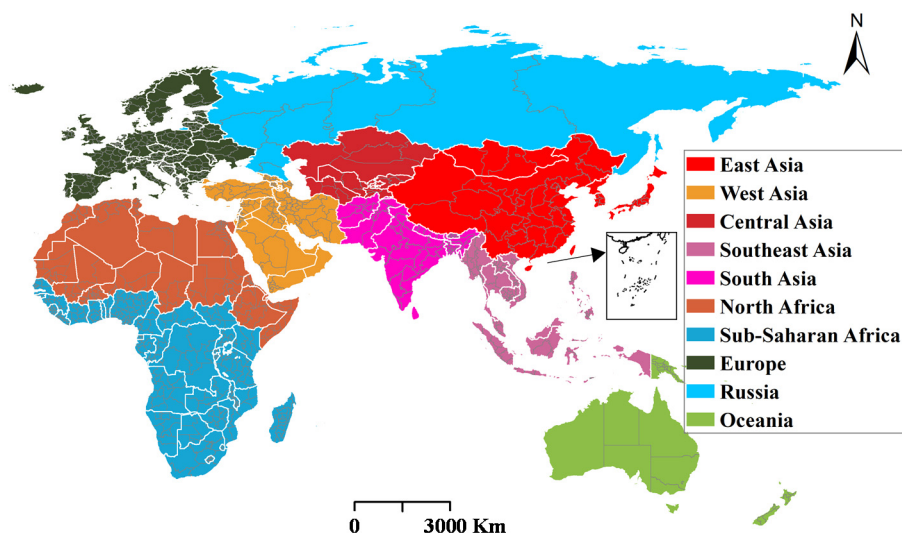 N
East Asia
West Asia
Central Asia
Southeast Asia
South Asia
North Africa
Sub-Saharan Africa
Europe
Russia
Oceania
0 3000 Km